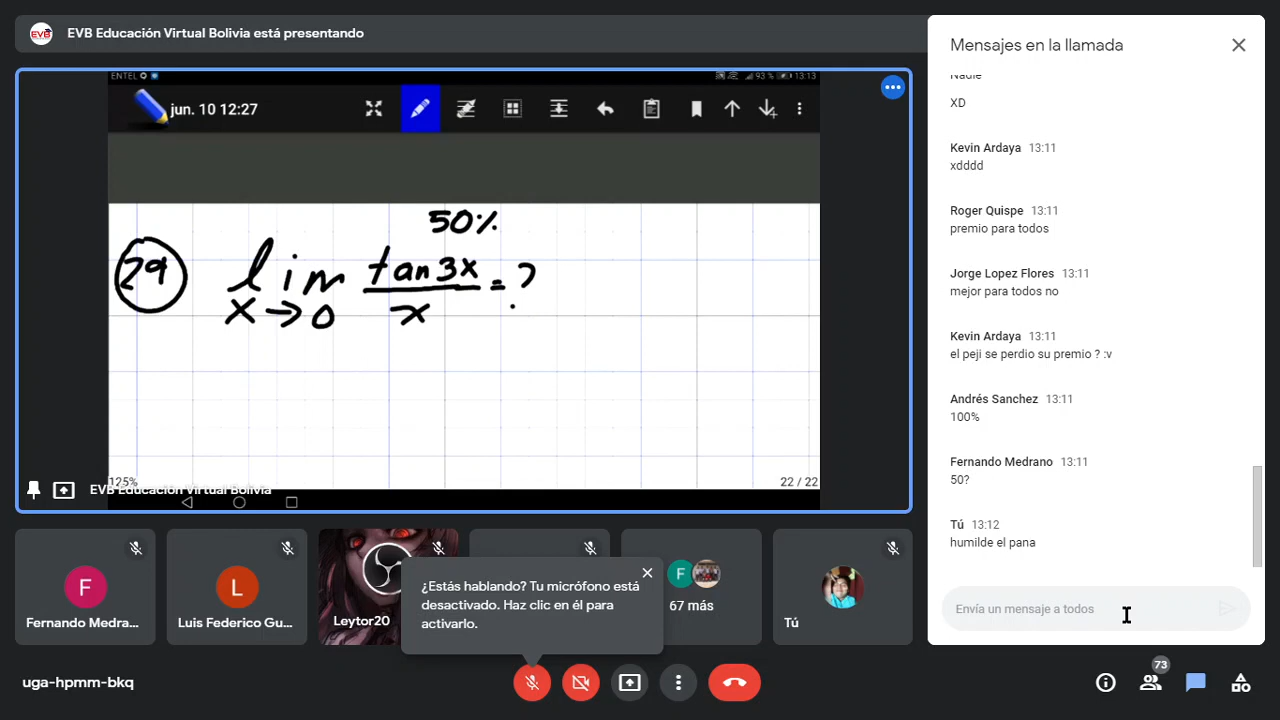 EVB Educación Virtual Bolivia está presentando
ENTEL
93 % 13:13
jun. 10 12:27
50%
29 lim tan 3x = ?
x → 0 x
125%
22 / 22
EVB Educación Virtual Bolivia
Fernando Medra...
Luis Federico Gu...
Leytor20
F
L
F
67 más
Tú
¿Estás hablando? Tu micrófono está
desactivado. Haz clic en él para
activarlo.
uga-hpmm-bkq
Mensajes en la llamada
Nadie
XD
Kevin Ardaya 13:11
xdddd
Roger Quispe 13:11
premio para todos
Jorge Lopez Flores 13:11
mejor para todos no
Kevin Ardaya 13:11
el peji se perdio su premio ? :v
Andrés Sanchez 13:11
100%
Fernando Medrano 13:11
50?
Tú 13:12
humilde el pana
Envía un mensaje a todos
73